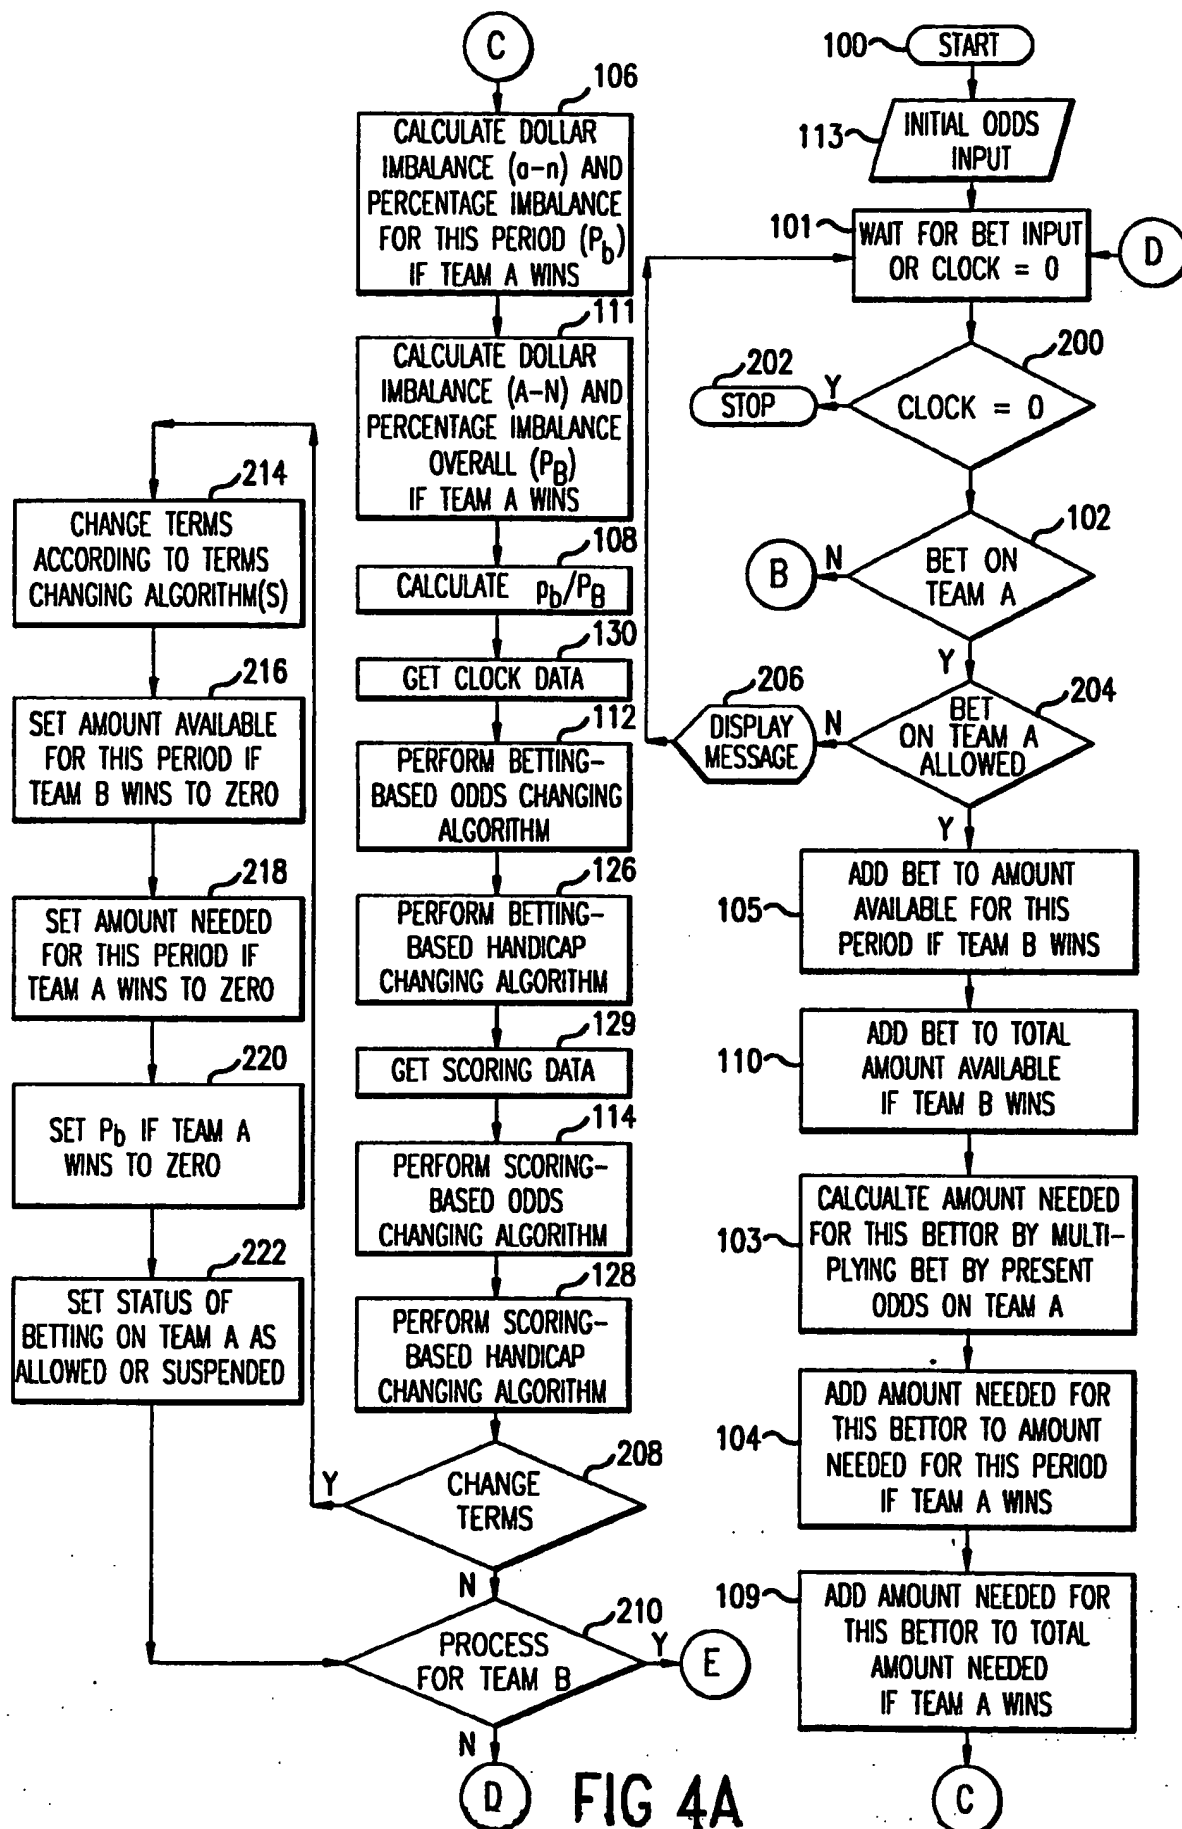 C
106
CALCULATE DOLLAR
IMBALANCE (a-n) AND
PERCENTAGE IMBALANCE
FOR THIS PERIOD (Pb)
IF TEAM A WINS
111
CALCULATE DOLLAR
IMBALANCE (A-N) AND
PERCENTAGE IMBALANCE
OVERALL (PB)
IF TEAM A WINS
108
CALCULATE Pb/PB
130
GET CLOCK DATA
112
PERFORM BETTING-
BASED ODDS CHANGING
ALGORITHM
126
PERFORM BETTING-
BASED HANDICAP
CHANGING ALGORITHM
129
GET SCORING DATA
114
PERFORM SCORING-
BASED ODDS
CHANGING ALGORITHM
128
PERFORM SCORING-
BASED HANDICAP
CHANGING ALGORITHM
208
CHANGE
TERMS
Y
N
210
PROCESS
FOR TEAM B
Y
E
N
D
214
CHANGE TERMS
ACCORDING TO TERMS
CHANGING ALGORITHM(S)
216
SET AMOUNT AVAILABLE
FOR THIS PERIOD IF
TEAM B WINS TO ZERO
218
SET AMOUNT NEEDED
FOR THIS PERIOD IF
TEAM A WINS TO ZERO
220
SET Pb IF TEAM A
WINS TO ZERO
222
SET STATUS OF
BETTING ON TEAM A AS
ALLOWED OR SUSPENDED
100
START
113
INITIAL ODDS
INPUT
101
WAIT FOR BET INPUT
OR CLOCK = 0
D
200
CLOCK = 0
Y
202
STOP
102
BET ON
TEAM A
N
B
Y
204
BET
ON TEAM A
ALLOWED
N
206
DISPLAY
MESSAGE
Y
105
ADD BET TO AMOUNT
AVAILABLE FOR THIS
PERIOD IF TEAM B WINS
110
ADD BET TO TOTAL
AMOUNT AVAILABLE
IF TEAM B WINS
103
CALCUALTE AMOUNT NEEDED
FOR THIS BETTOR BY MULTI-
PLYING BET BY PRESENT
ODDS ON TEAM A
104
ADD AMOUNT NEEDED FOR
THIS BETTOR TO AMOUNT
NEEDED FOR THIS PERIOD
IF TEAM A WINS
109
ADD AMOUNT NEEDED FOR
THIS BETTOR TO TOTAL
AMOUNT NEEDED
IF TEAM A WINS
C
FIG 4A